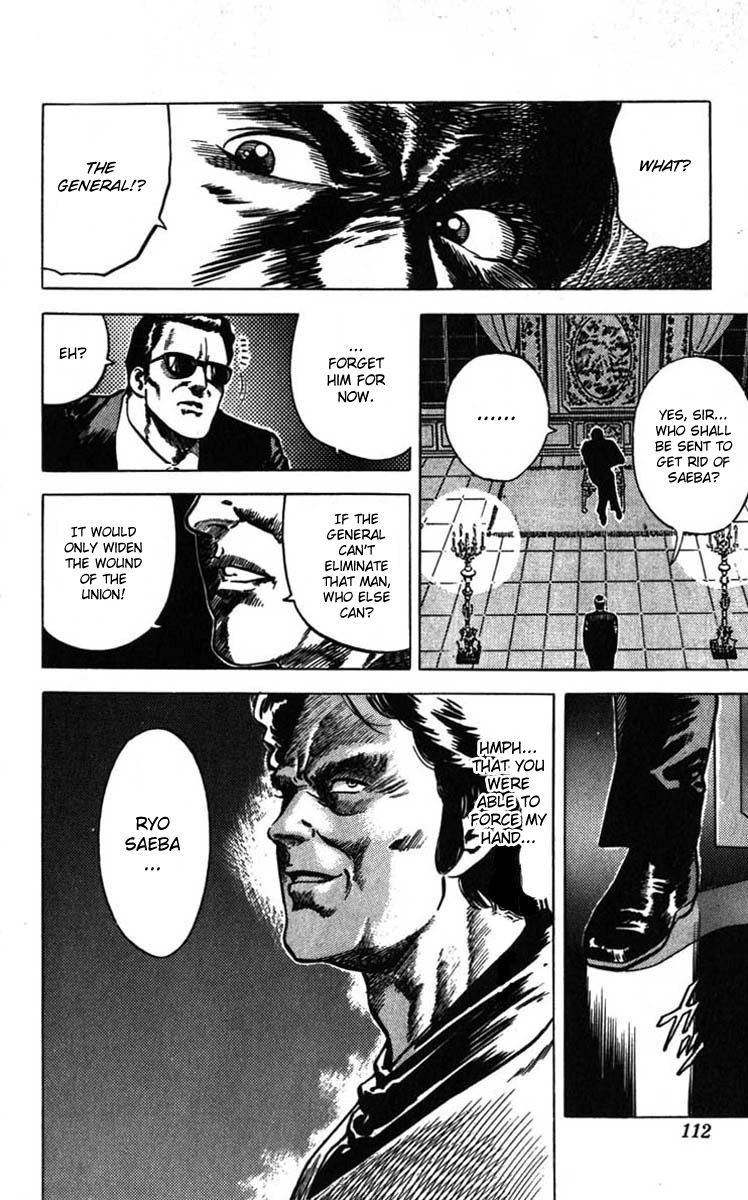 WHAT?
THE
GENERAL!?
YES, SIR...
WHO SHALL
BE SENT TO
GET RID OF
SAEBA?
......
...
FORGET
HIM FOR
NOW.
EH?
IF THE
GENERAL
CAN'T
ELIMINATE
THAT MAN,
WHO ELSE
CAN?
IT WOULD
ONLY WIDEN
THE WOUND
OF THE
UNION!
HMPH...
THAT YOU
WERE
ABLE TO
FORCE MY
HAND...
RYO
SAEBA
...
112